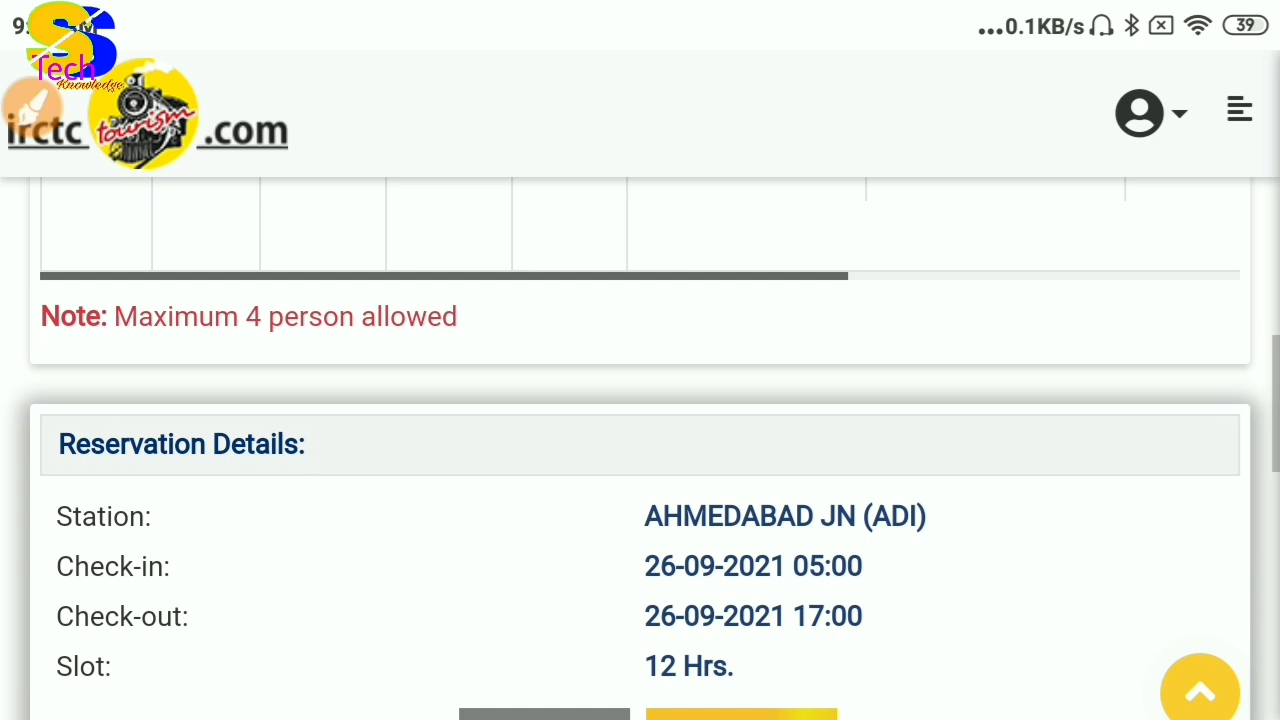 ...0.1KB/s
39
S
S
Tech
Knowledge
irctc tourism .com
Note: Maximum 4 person allowed
Reservation Details:
Station: AHMEDABAD JN (ADI)
Check-in: 26-09-2021 05:00
Check-out: 26-09-2021 17:00
Slot: 12 Hrs.